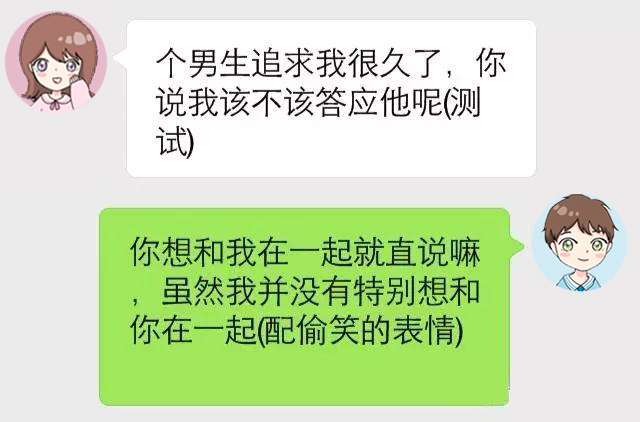 个男生追求我很久了，你
说我该不该答应他呢(测
试)
你想和我在一起就直说嘛
，虽然我并没有特别想和
你在一起(配偷笑的表情)